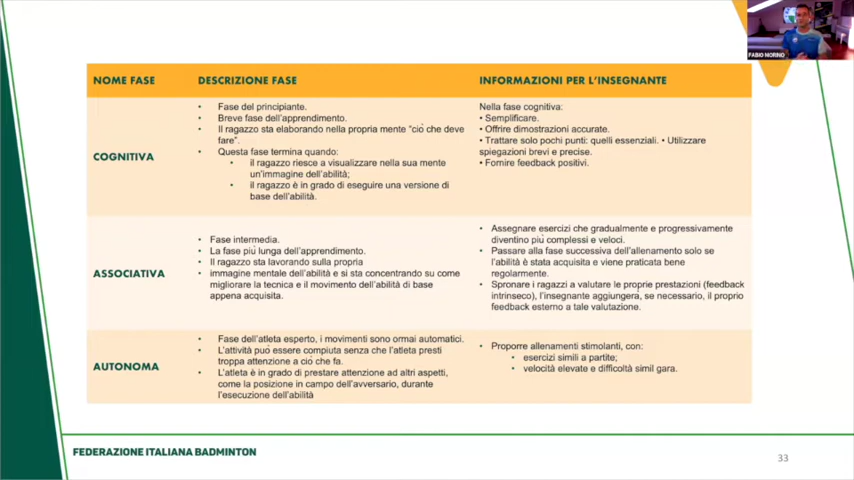 FABIO MORINO
NOME FASE
DESCRIZIONE FASE
INFORMAZIONI PER L'INSEGNANTE
COGNITIVA
• Fase del principiante.
• Breve fase dell'apprendimento.
• Il ragazzo sta elaborando nella propria mente "ciò che deve
fare".
• Questa fase termina quando:
• il ragazzo riesce a visualizzare nella sua mente
un'immagine dell'abilità;
• il ragazzo è in grado di eseguire una versione di
base dell'abilità.
Nella fase cognitiva:
• Semplificare.
• Offrire dimostrazioni accurate.
• Trattare solo pochi punti: quelli essenziali. • Utilizzare
spiegazioni brevi e precise.
• Fornire feedback positivi.
ASSOCIATIVA
• Fase intermedia.
• La fase più lunga dell'apprendimento.
• Il ragazzo sta lavorando sulla propria
• immagine mentale dell'abilità e si sta concentrando su come
migliorare la tecnica e il movimento dell'abilità di base
appena acquisita.
• Assegnare esercizi che gradualmente e progressivamente
diventino più complessi e veloci.
• Passare alla fase successiva dell'allenamento solo se
l'abilità è stata acquisita e viene praticata bene
regolarmente.
• Spronare i ragazzi a valutare le proprie prestazioni (feedback
intrinseco), l'insegnante aggiungerà, se necessario, il proprio
feedback esterno a tale valutazione.
AUTONOMA
• Fase dell'atleta esperto, i movimenti sono ormai automatici.
• L'attività può essere compiuta senza che l'atleta presti
troppa attenzione a ciò che fa.
• L'atleta è in grado di prestare attenzione ad altri aspetti,
come la posizione in campo dell'avversario, durante
l'esecuzione dell'abilità
• Proporre allenamenti stimolanti, con:
• esercizi simili a partite;
• velocità elevate e difficoltà simil gara.
FEDERAZIONE ITALIANA BADMINTON
33